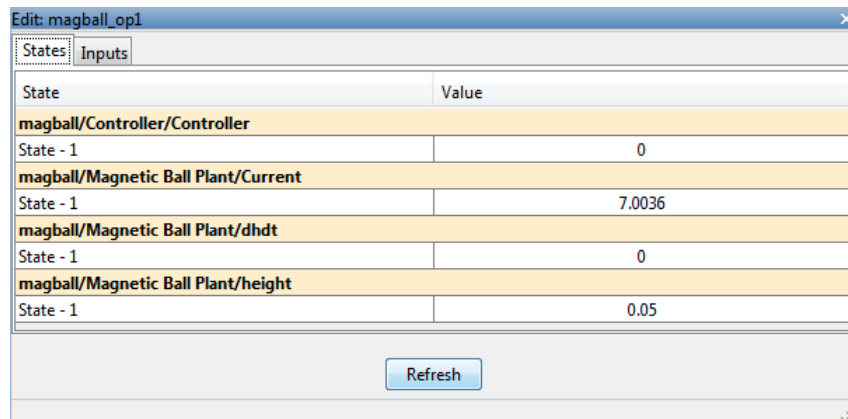 Edit: magball_op1
States Inputs
State Value
magball/Controller/Controller
State - 1 0
magball/Magnetic Ball Plant/Current
State - 1 7.0036
magball/Magnetic Ball Plant/dhdt
State - 1 0
magball/Magnetic Ball Plant/height
State - 1 0.05
Refresh